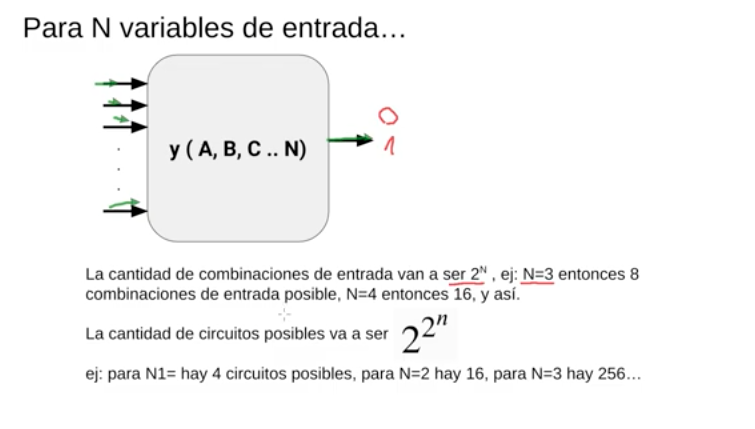 Para N variables de entrada...
0
y ( A, B, C .. N)
1
La cantidad de combinaciones de entrada van a ser 2ᴺ , ej: N=3 entonces 8
combinaciones de entrada posible, N=4 entonces 16, y así.
La cantidad de circuitos posibles va a ser 2^2^n
ej: para N1= hay 4 circuitos posibles, para N=2 hay 16, para N=3 hay 256...